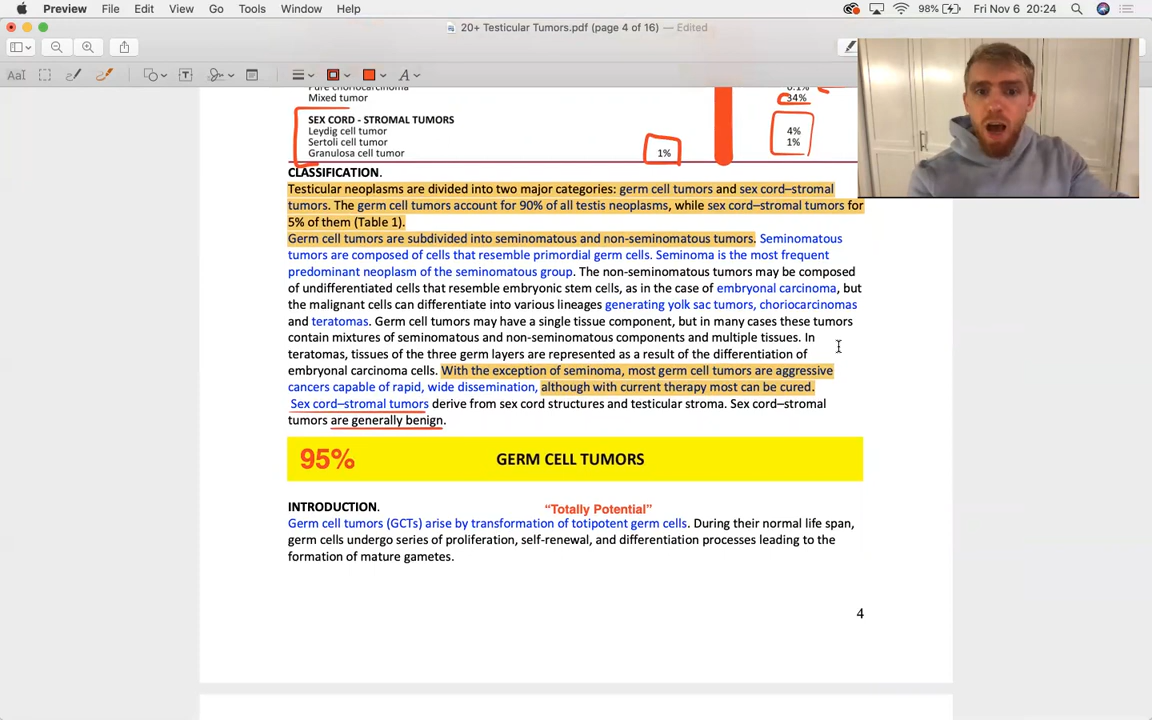 Preview File Edit View Go Tools Window Help 98% Fri Nov 6 20:24
20+ Testicular Tumors.pdf (page 4 of 16) — Edited
AaI
Pure choriocarcinoma 0.1%
Mixed tumor 34%
SEX CORD - STROMAL TUMORS
Leydig cell tumor 4%
Sertoli cell tumor 1%
Granulosa cell tumor 1%
CLASSIFICATION.
Testicular neoplasms are divided into two major categories: germ cell tumors and sex cord–stromal
tumors. The germ cell tumors account for 90% of all testis neoplasms, while sex cord–stromal tumors for
5% of them (Table 1).
Germ cell tumors are subdivided into seminomatous and non-seminomatous tumors. Seminomatous
tumors are composed of cells that resemble primordial germ cells. Seminoma is the most frequent
predominant neoplasm of the seminomatous group. The non-seminomatous tumors may be composed
of undifferentiated cells that resemble embryonic stem cells, as in the case of embryonal carcinoma, but
the malignant cells can differentiate into various lineages generating yolk sac tumors, choriocarcinomas
and teratomas. Germ cell tumors may have a single tissue component, but in many cases these tumors
contain mixtures of seminomatous and non-seminomatous components and multiple tissues. In
teratomas, tissues of the three germ layers are represented as a result of the differentiation of
embryonal carcinoma cells. With the exception of seminoma, most germ cell tumors are aggressive
cancers capable of rapid, wide dissemination, although with current therapy most can be cured.
Sex cord–stromal tumors derive from sex cord structures and testicular stroma. Sex cord–stromal
tumors are generally benign.
95% GERM CELL TUMORS
INTRODUCTION. "Totally Potential"
Germ cell tumors (GCTs) arise by transformation of totipotent germ cells. During their normal life span,
germ cells undergo series of proliferation, self-renewal, and differentiation processes leading to the
formation of mature gametes.
4